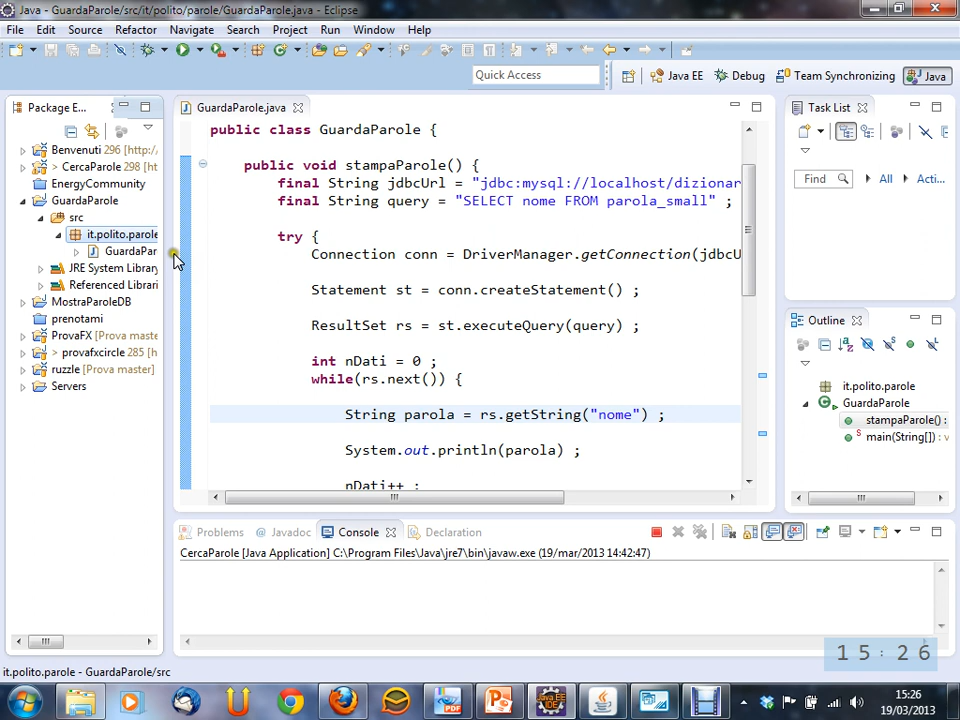 Java - GuardaParole/src/it/polito/parole/GuardaParole.java - Eclipse
File Edit Source Refactor Navigate Search Project Run Window Help
Quick Access
Java EE Debug Team Synchronizing Java
Package E...
Benvenuti 296 [http:/
> CercaParole 298 [ht
EnergyCommunity
GuardaParole
src
it.polito.parole
GuardaPar
JRE System Library
Referenced Librari
MostraParoleDB
prenotami
ProvaFX [Prova maste
> provafxcircle 285 [h
ruzzle [Prova master]
Servers
GuardaParole.java
public class GuardaParole {
public void stampaParole() {
final String jdbcUrl = "jdbc:mysql://localhost/dizionar
final String query = "SELECT nome FROM parola_small" ;
try {
Connection conn = DriverManager.getConnection(jdbcU
Statement st = conn.createStatement() ;
ResultSet rs = st.executeQuery(query) ;
int nDati = 0 ;
while(rs.next()) {
String parola = rs.getString("nome") ;
System.out.println(parola) ;
nDati++ ;
Task List
Find All Acti...
Outline
it.polito.parole
GuardaParole
stampaParole() :
main(String[]) : v
Problems @ Javadoc Console Declaration
CercaParole [Java Application] C:\Program Files\Java\jre7\bin\javaw.exe (19/mar/2013 14:42:47)
15:26
it.polito.parole - GuardaParole/src
15:26
19/03/2013